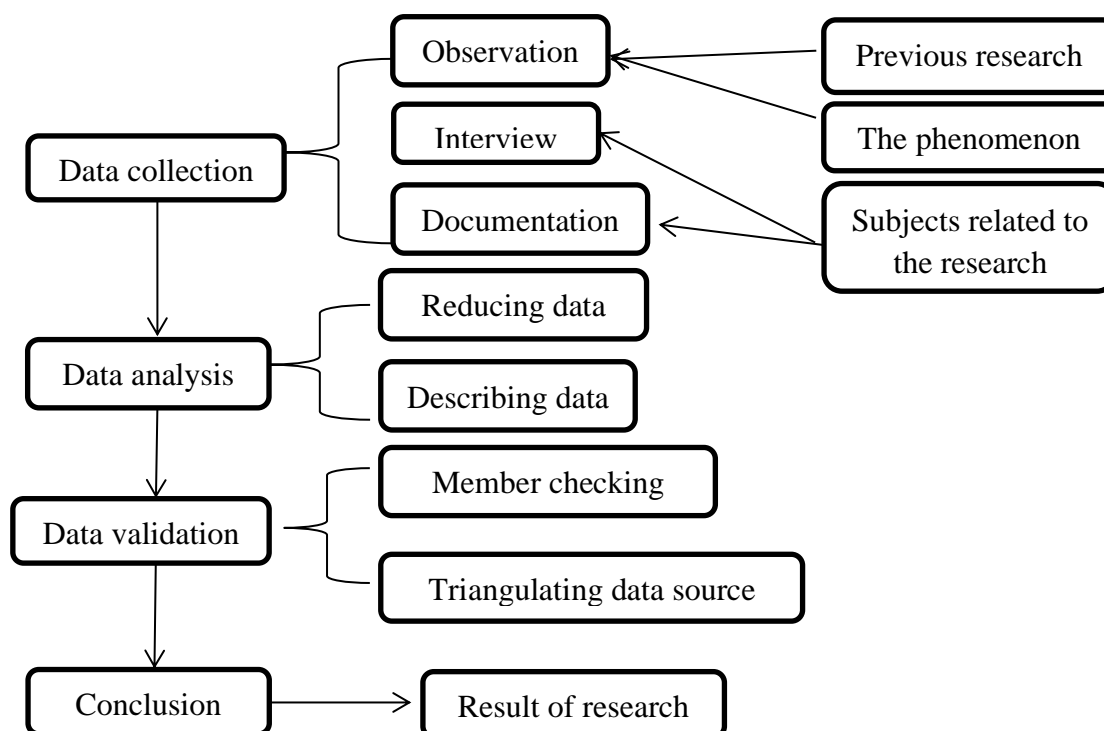 Observation
Previous research
Interview
The phenomenon
Data collection
Documentation
Subjects related to
the research
Reducing data
Data analysis
Describing data
Member checking
Data validation
Triangulating data source
Conclusion
Result of research